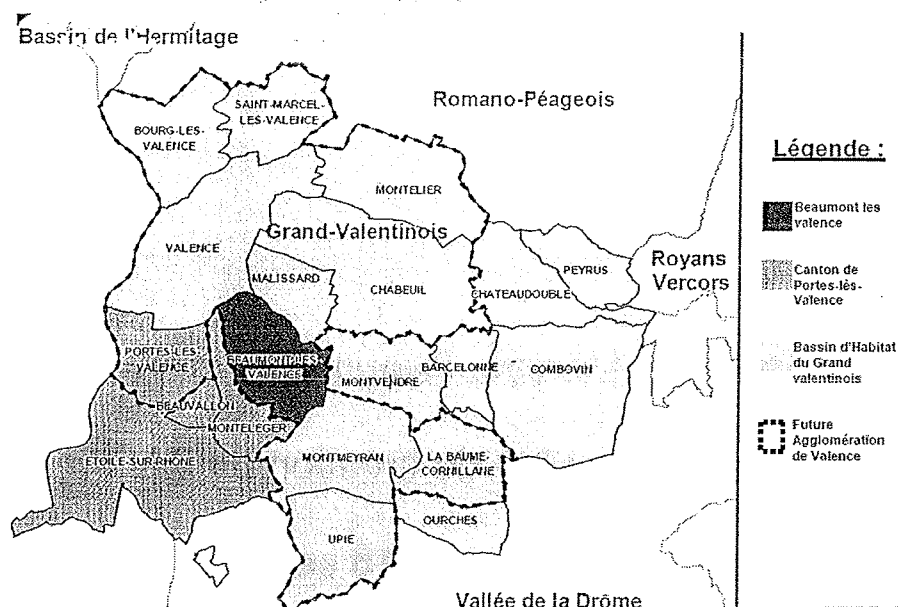 Bassin de l'Hermitage
Romano-Péageois
SAINT-MARCEL-
LES-VALENCE
BOURG-LES-
VALENCE
MONTELIER
VALENCE
Grand-Valentinois
MALISSARD
CHABEUIL
CHATEAUDOUBLE
PEYRUS
Royans
Vercors
PORTES-LES-
VALENCE
BEAUMONT-LES-
VALENCE
MONTVENDRE
BARCELONNE
COMBOVIN
BEAUVALLON
MONTELEGER
ETOILE-SUR-RHONE
MONTMEYRAN
LA BAUME-
CORNILLANE
OURCHES
UPIE
Vallée de la Drôme
Légende :
Beaumont les
valence
Canton de
Portes-lès-
Valence
Bassin d'Habitat
du Grand
valentinois
Future
Agglomération
de Valence